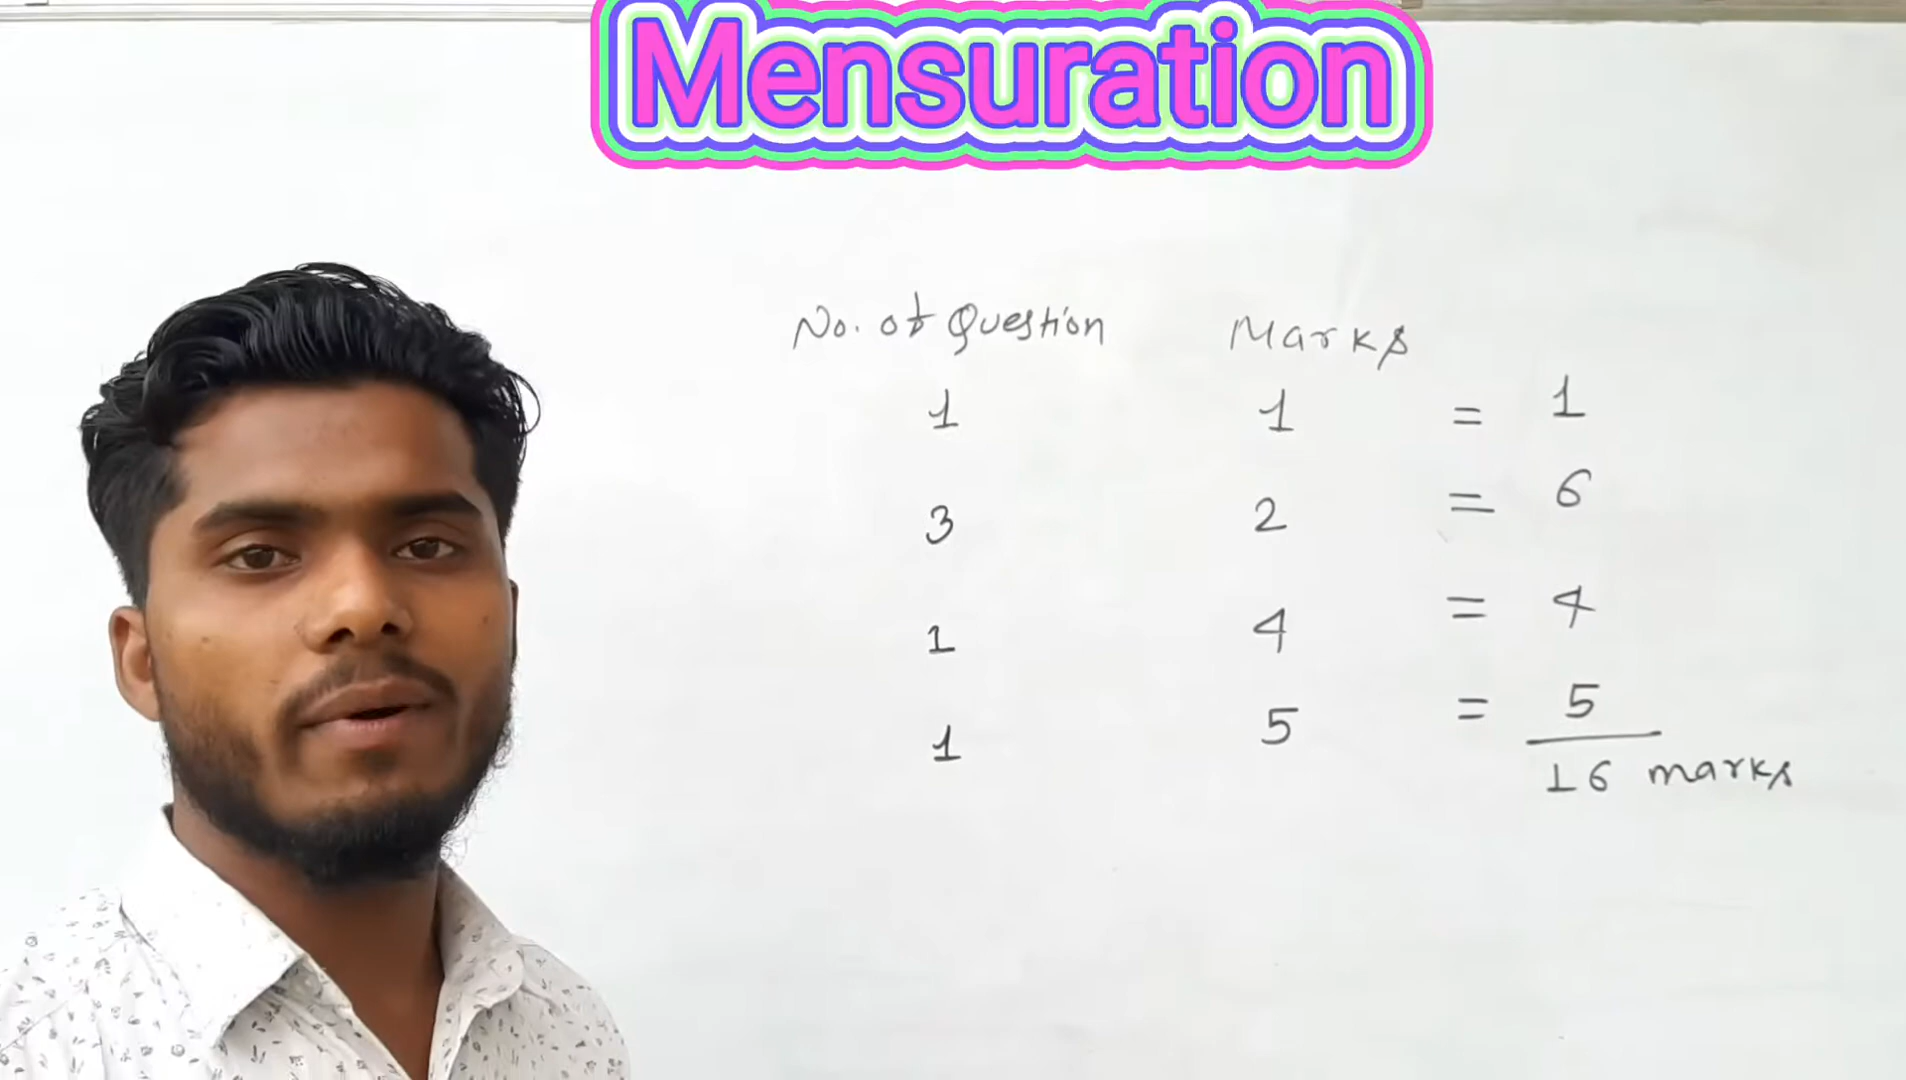 Mensuration
No. of Question Marks
1 1 = 1
3 2 = 6
1 4 = 4
1 5 = 5
16 marks